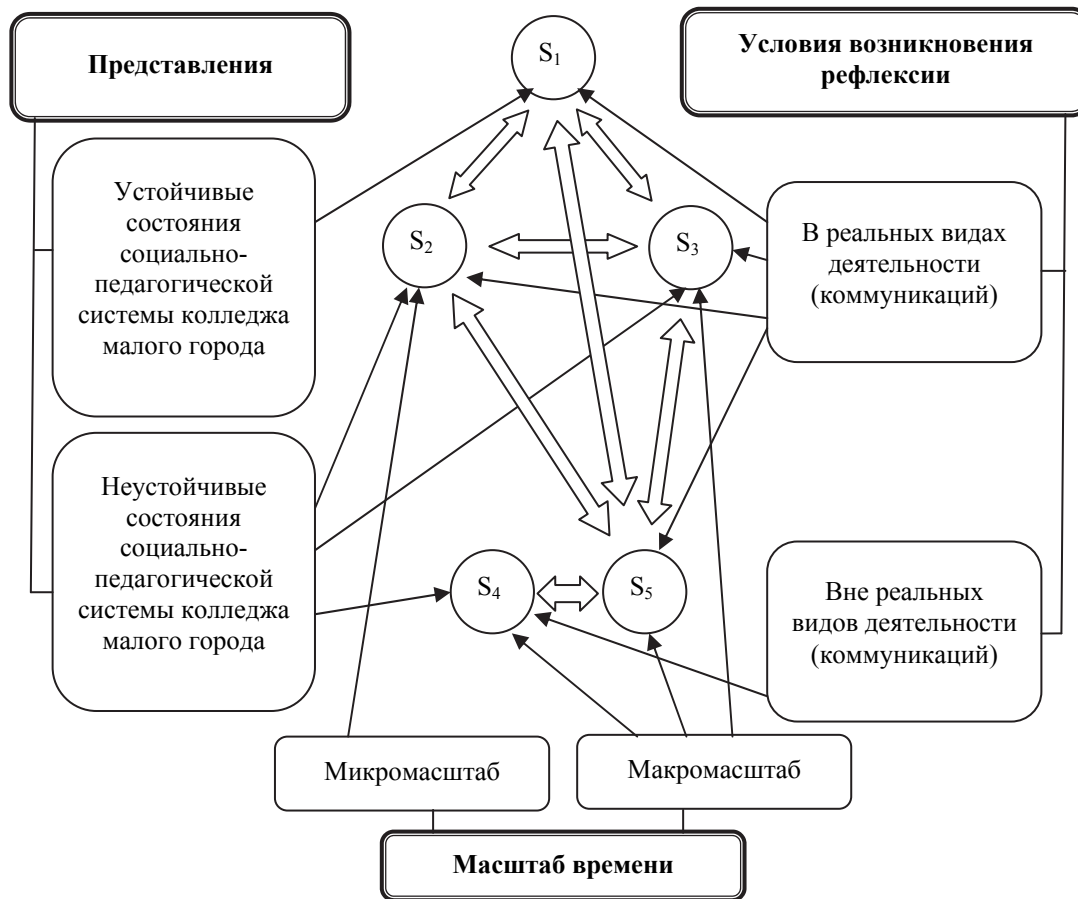 Представления
S1
Условия возникновения
рефлексии
Устойчивые
состояния
социально-
педагогической
системы колледжа
малого города
S2
S3
В реальных видах
деятельности
(коммуникаций)
Неустойчивые
состояния
социально-
педагогической
системы колледжа
малого города
S4
S5
Вне реальных
видов деятельности
(коммуникаций)
Микромасштаб
Макромасштаб
Масштаб времени